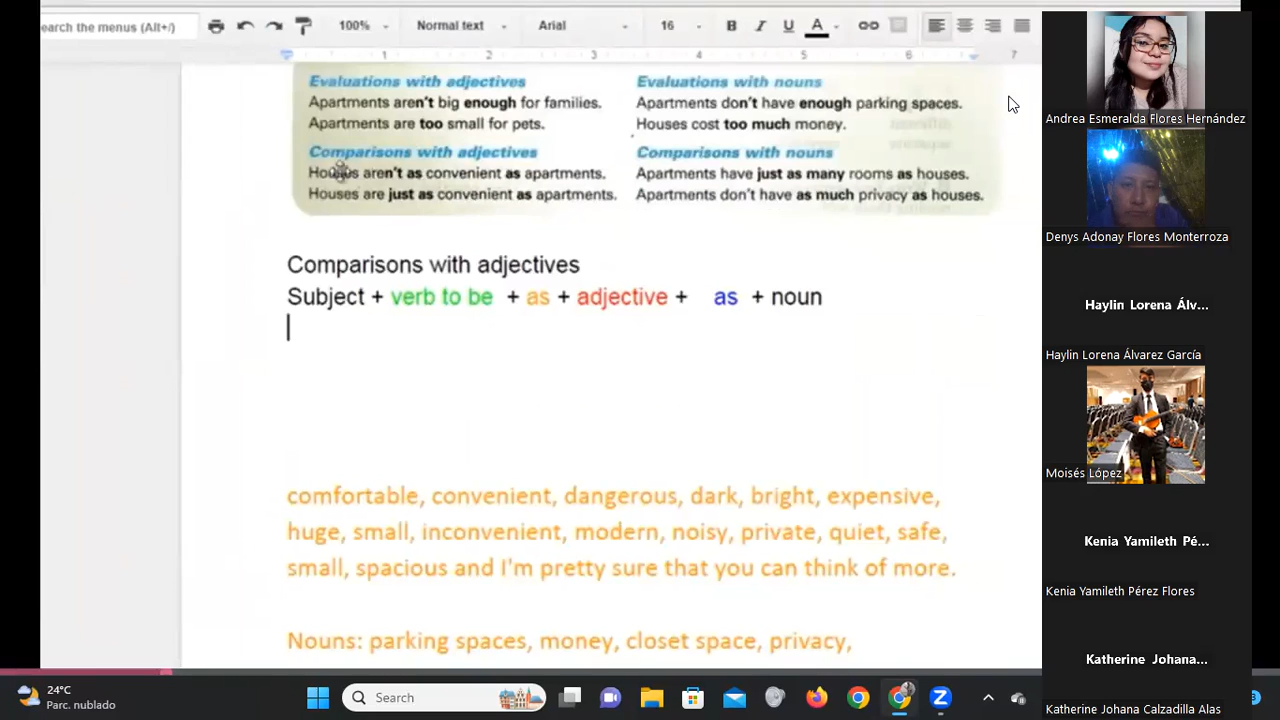 earch the menus (Alt+/)
100%
Normal text
Arial
16
B I U A
1 2 3 4 5 6 7
Evaluations with adjectives
Apartments aren't big enough for families.
Apartments are too small for pets.
Comparisons with adjectives
Houses aren't as convenient as apartments.
Houses are just as convenient as apartments.
Evaluations with nouns
Apartments don't have enough parking spaces.
Houses cost too much money.
Comparisons with nouns
Apartments have just as many rooms as houses.
Apartments don't have as much privacy as houses.
Comparisons with adjectives
Subject + verb to be + as + adjective + as + noun
comfortable, convenient, dangerous, dark, bright, expensive,
huge, small, inconvenient, modern, noisy, private, quiet, safe,
small, spacious and I'm pretty sure that you can think of more.
Nouns: parking spaces, money, closet space, privacy,
Andrea Esmeralda Flores Hernández
Denys Adonay Flores Monterroza
Haylin Lorena Álv...
Haylin Lorena Álvarez García
Moisés López
Kenia Yamileth Pé...
Kenia Yamileth Pérez Flores
Katherine Johana...
Katherine Johana Calzadilla Alas
24°C
Parc. nublado
Search